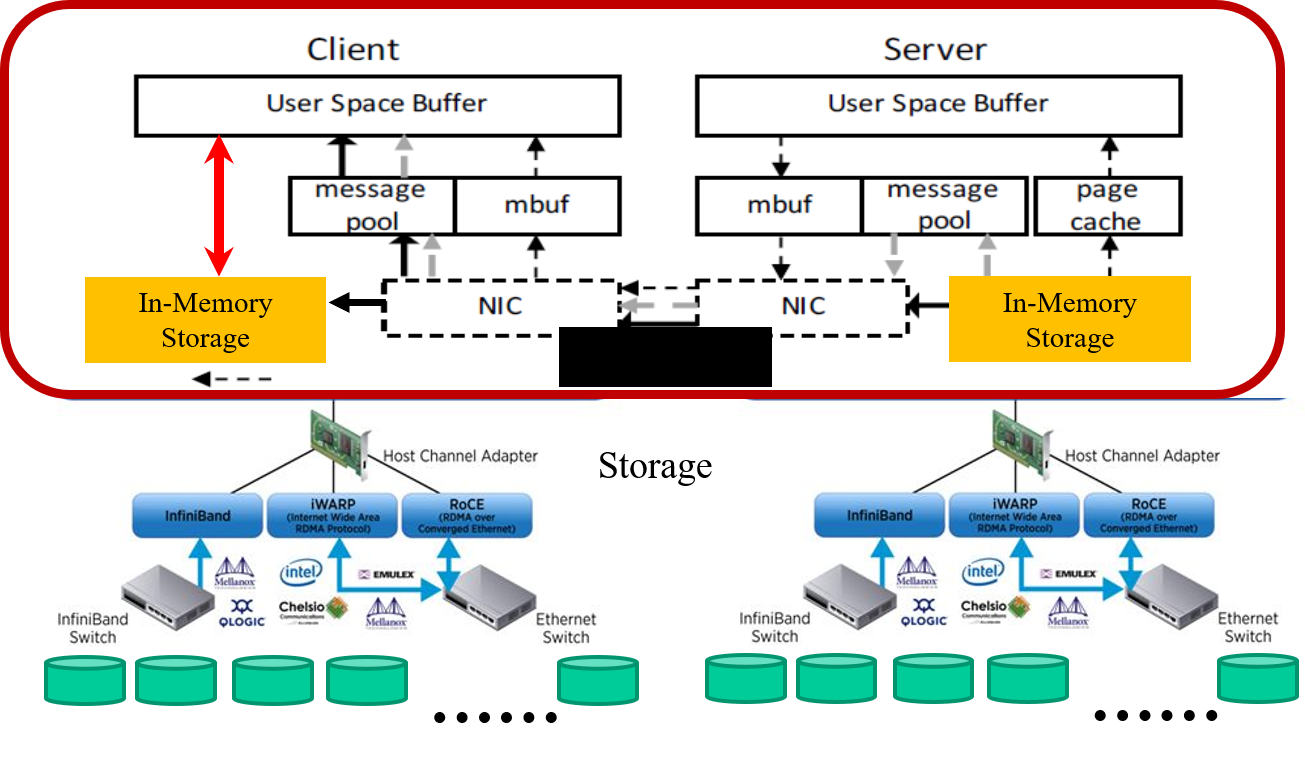 Client
Server
User Space Buffer
User Space Buffer
message
pool
mbuf
mbuf
message
pool
page
cache
In-Memory
Storage
NIC
NIC
In-Memory
Storage
Host Channel Adapter
Storage
Host Channel Adapter
InfiniBand
iWARP
(Internet Wide Area
RDMA Protocol)
RoCE
(RDMA over
Converged Ethernet)
InfiniBand
iWARP
(Internet Wide Area
RDMA Protocol)
RoCE
(RDMA over
Converged Ethernet)
Mellanox
intel
EMULEX
QLOGIC
Chelsio
Communications
Mellanox
InfiniBand
Switch
Ethernet
Switch
Mellanox
intel
EMULEX
QLOGIC
Chelsio
Communications
Mellanox
InfiniBand
Switch
Ethernet
Switch